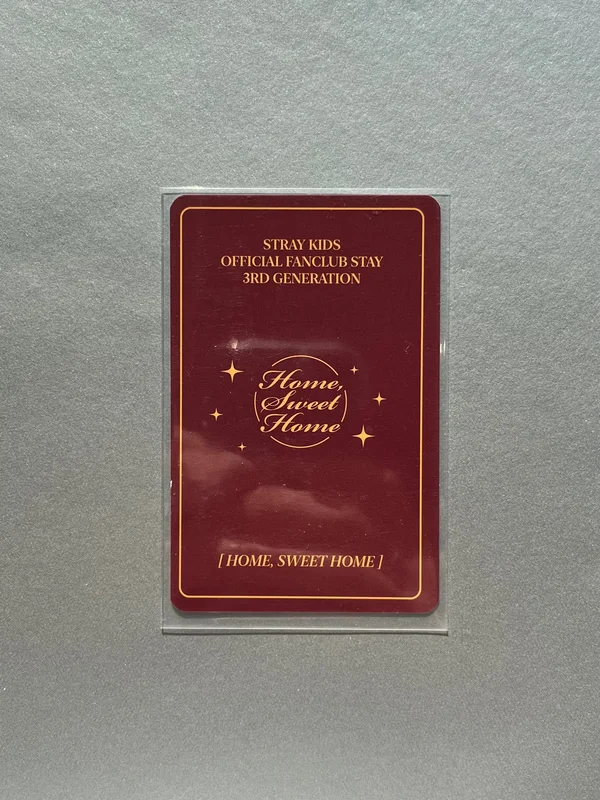 STRAY KIDS
OFFICIAL FANCLUB STAY
3RD GENERATION
Home,
Sweet
Home
[ HOME, SWEET HOME ]